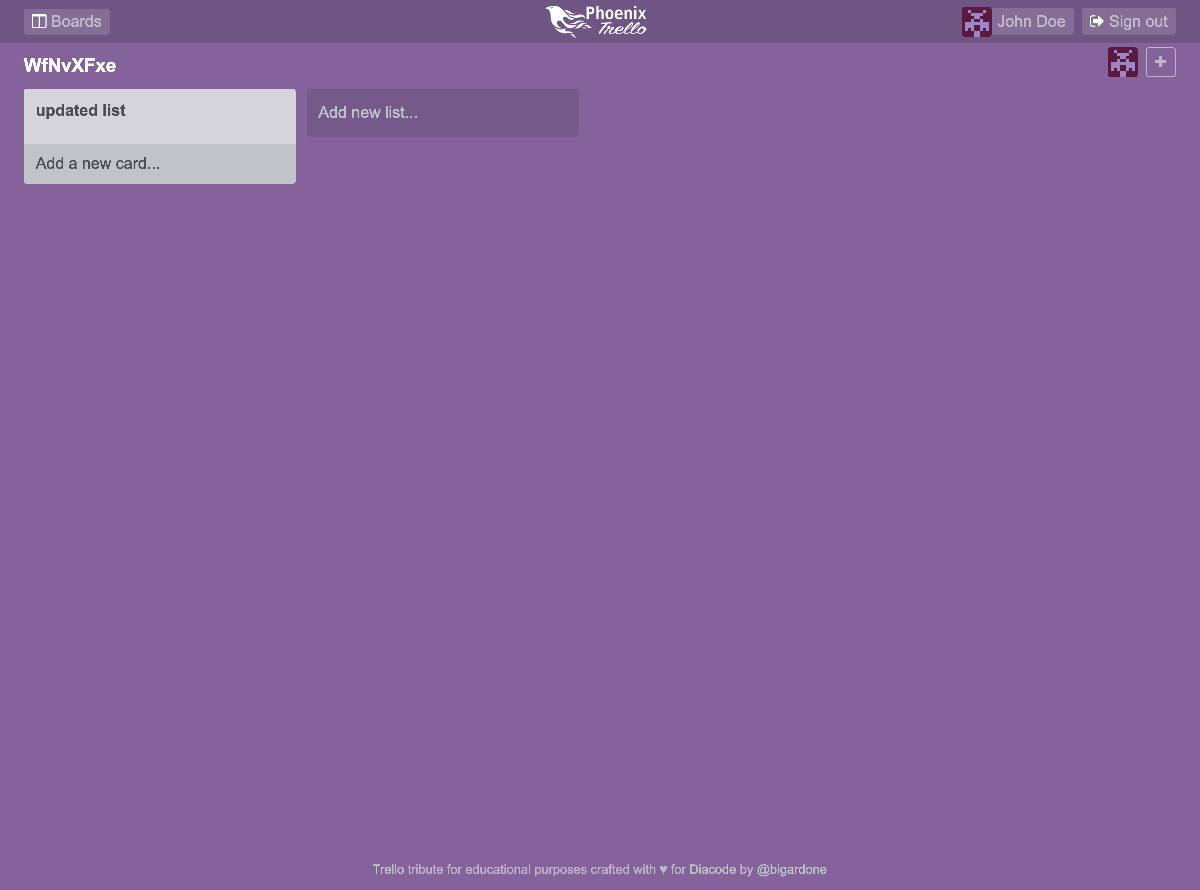 Boards
Phoenix
Trello
John Doe
Sign out
WfNvXFxe
+
updated list
Add new list...
Add a new card...
Trello tribute for educational purposes crafted with ♥ for Diacode by @bigardone